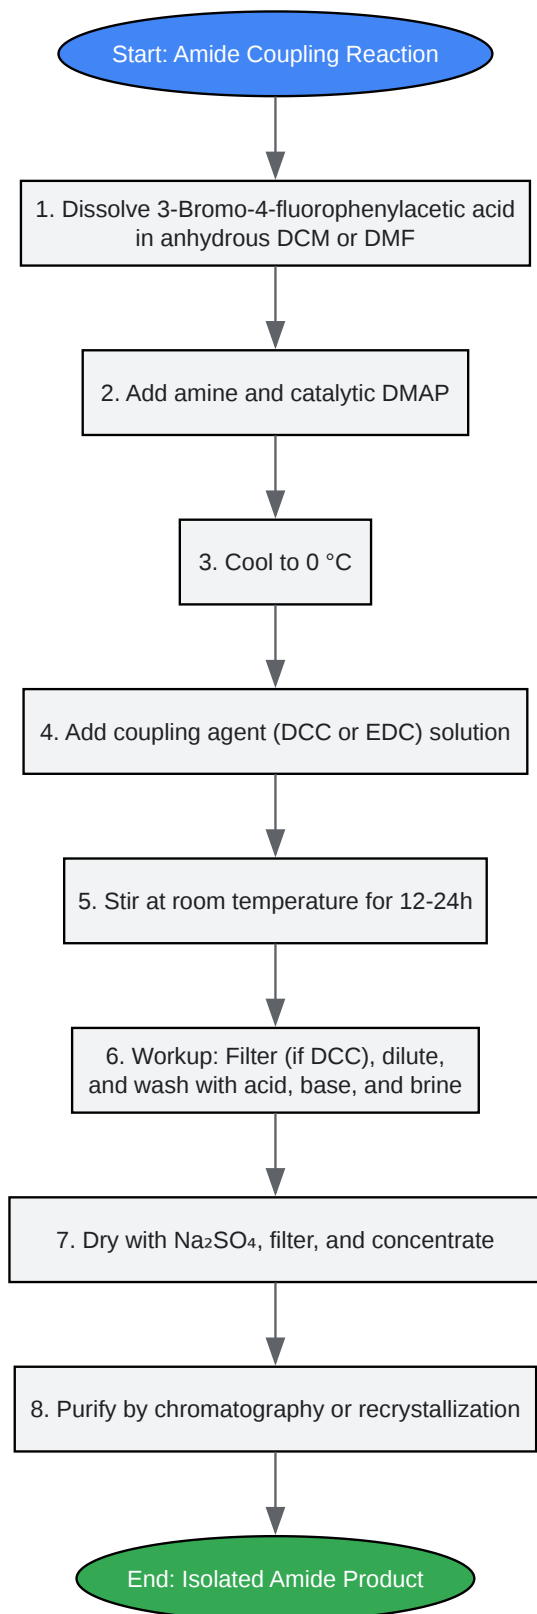 Start: Amide Coupling Reaction
1. Dissolve 3-Bromo-4-fluorophenylacetic acid
in anhydrous DCM or DMF
2. Add amine and catalytic DMAP
3. Cool to 0 °C
4. Add coupling agent (DCC or EDC) solution
5. Stir at room temperature for 12-24h
6. Workup: Filter (if DCC), dilute,
and wash with acid, base, and brine
7. Dry with Na₂SO₄, filter, and concentrate
8. Purify by chromatography or recrystallization
End: Isolated Amide Product